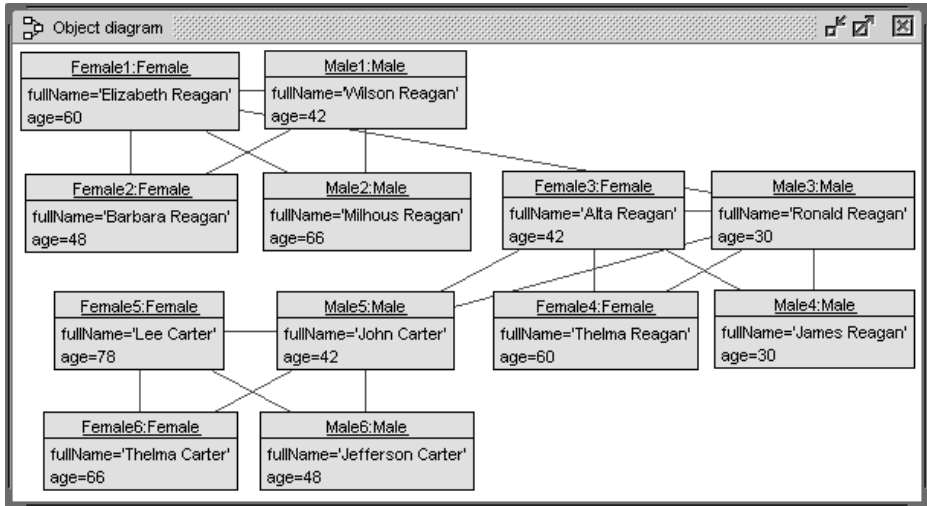 Object diagram
Female1:Female
fullName='Elizabeth Reagan'
age=60
Male1:Male
fullName='Wilson Reagan'
age=42
Female2:Female
fullName='Barbara Reagan'
age=48
Male2:Male
fullName='Milhous Reagan'
age=66
Female3:Female
fullName='Alta Reagan'
age=42
Male3:Male
fullName='Ronald Reagan'
age=30
Female5:Female
fullName='Lee Carter'
age=78
Male5:Male
fullName='John Carter'
age=42
Female4:Female
fullName='Thelma Reagan'
age=60
Male4:Male
fullName='James Reagan'
age=30
Female6:Female
fullName='Thelma Carter'
age=66
Male6:Male
fullName='Jefferson Carter'
age=48